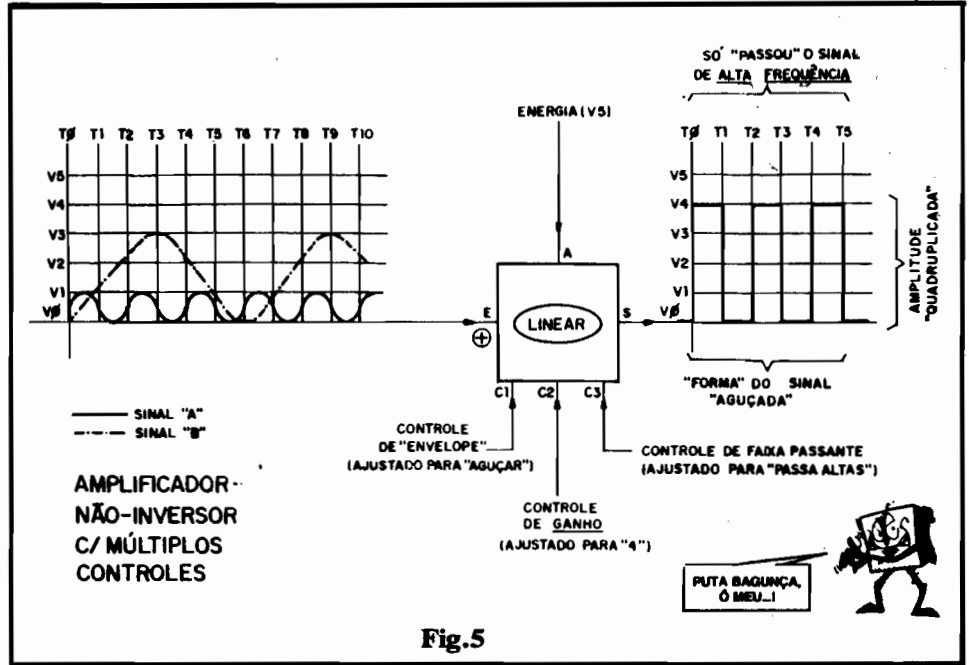 SÓ "PASSOU" O SINAL
DE ALTA FREQUÊNCIA
ENERGIA (V5)
TØ T1 T2 T3 T4 T5 T6 T7 T8 T9 T10
V5
V4
V3
V2
V1
VØ
E
⊕
A
LINEAR
S
C1 C2 C3
TØ T1 T2 T3 T4 T5
V5
V4
V3
V2
V1
VØ
AMPLITUDE
"QUADRUPLICADA"
"FORMA" DO SINAL
"AGUÇADA"
SINAL "A"
SINAL "B"
CONTROLE
DE "ENVELOPE"
(AJUSTADO PARA "AGUÇAR")
CONTROLE DE FAIXA PASSANTE
(AJUSTADO PARA "PASSA ALTAS")
CONTROLE
DE GANHO
(AJUSTADO PARA "4")
AMPLIFICADOR
NÃO-INVERSOR
C/ MÚLTIPLOS
CONTROLES
PUTA BAGUNÇA,
Ô MEU...!
Fig.5